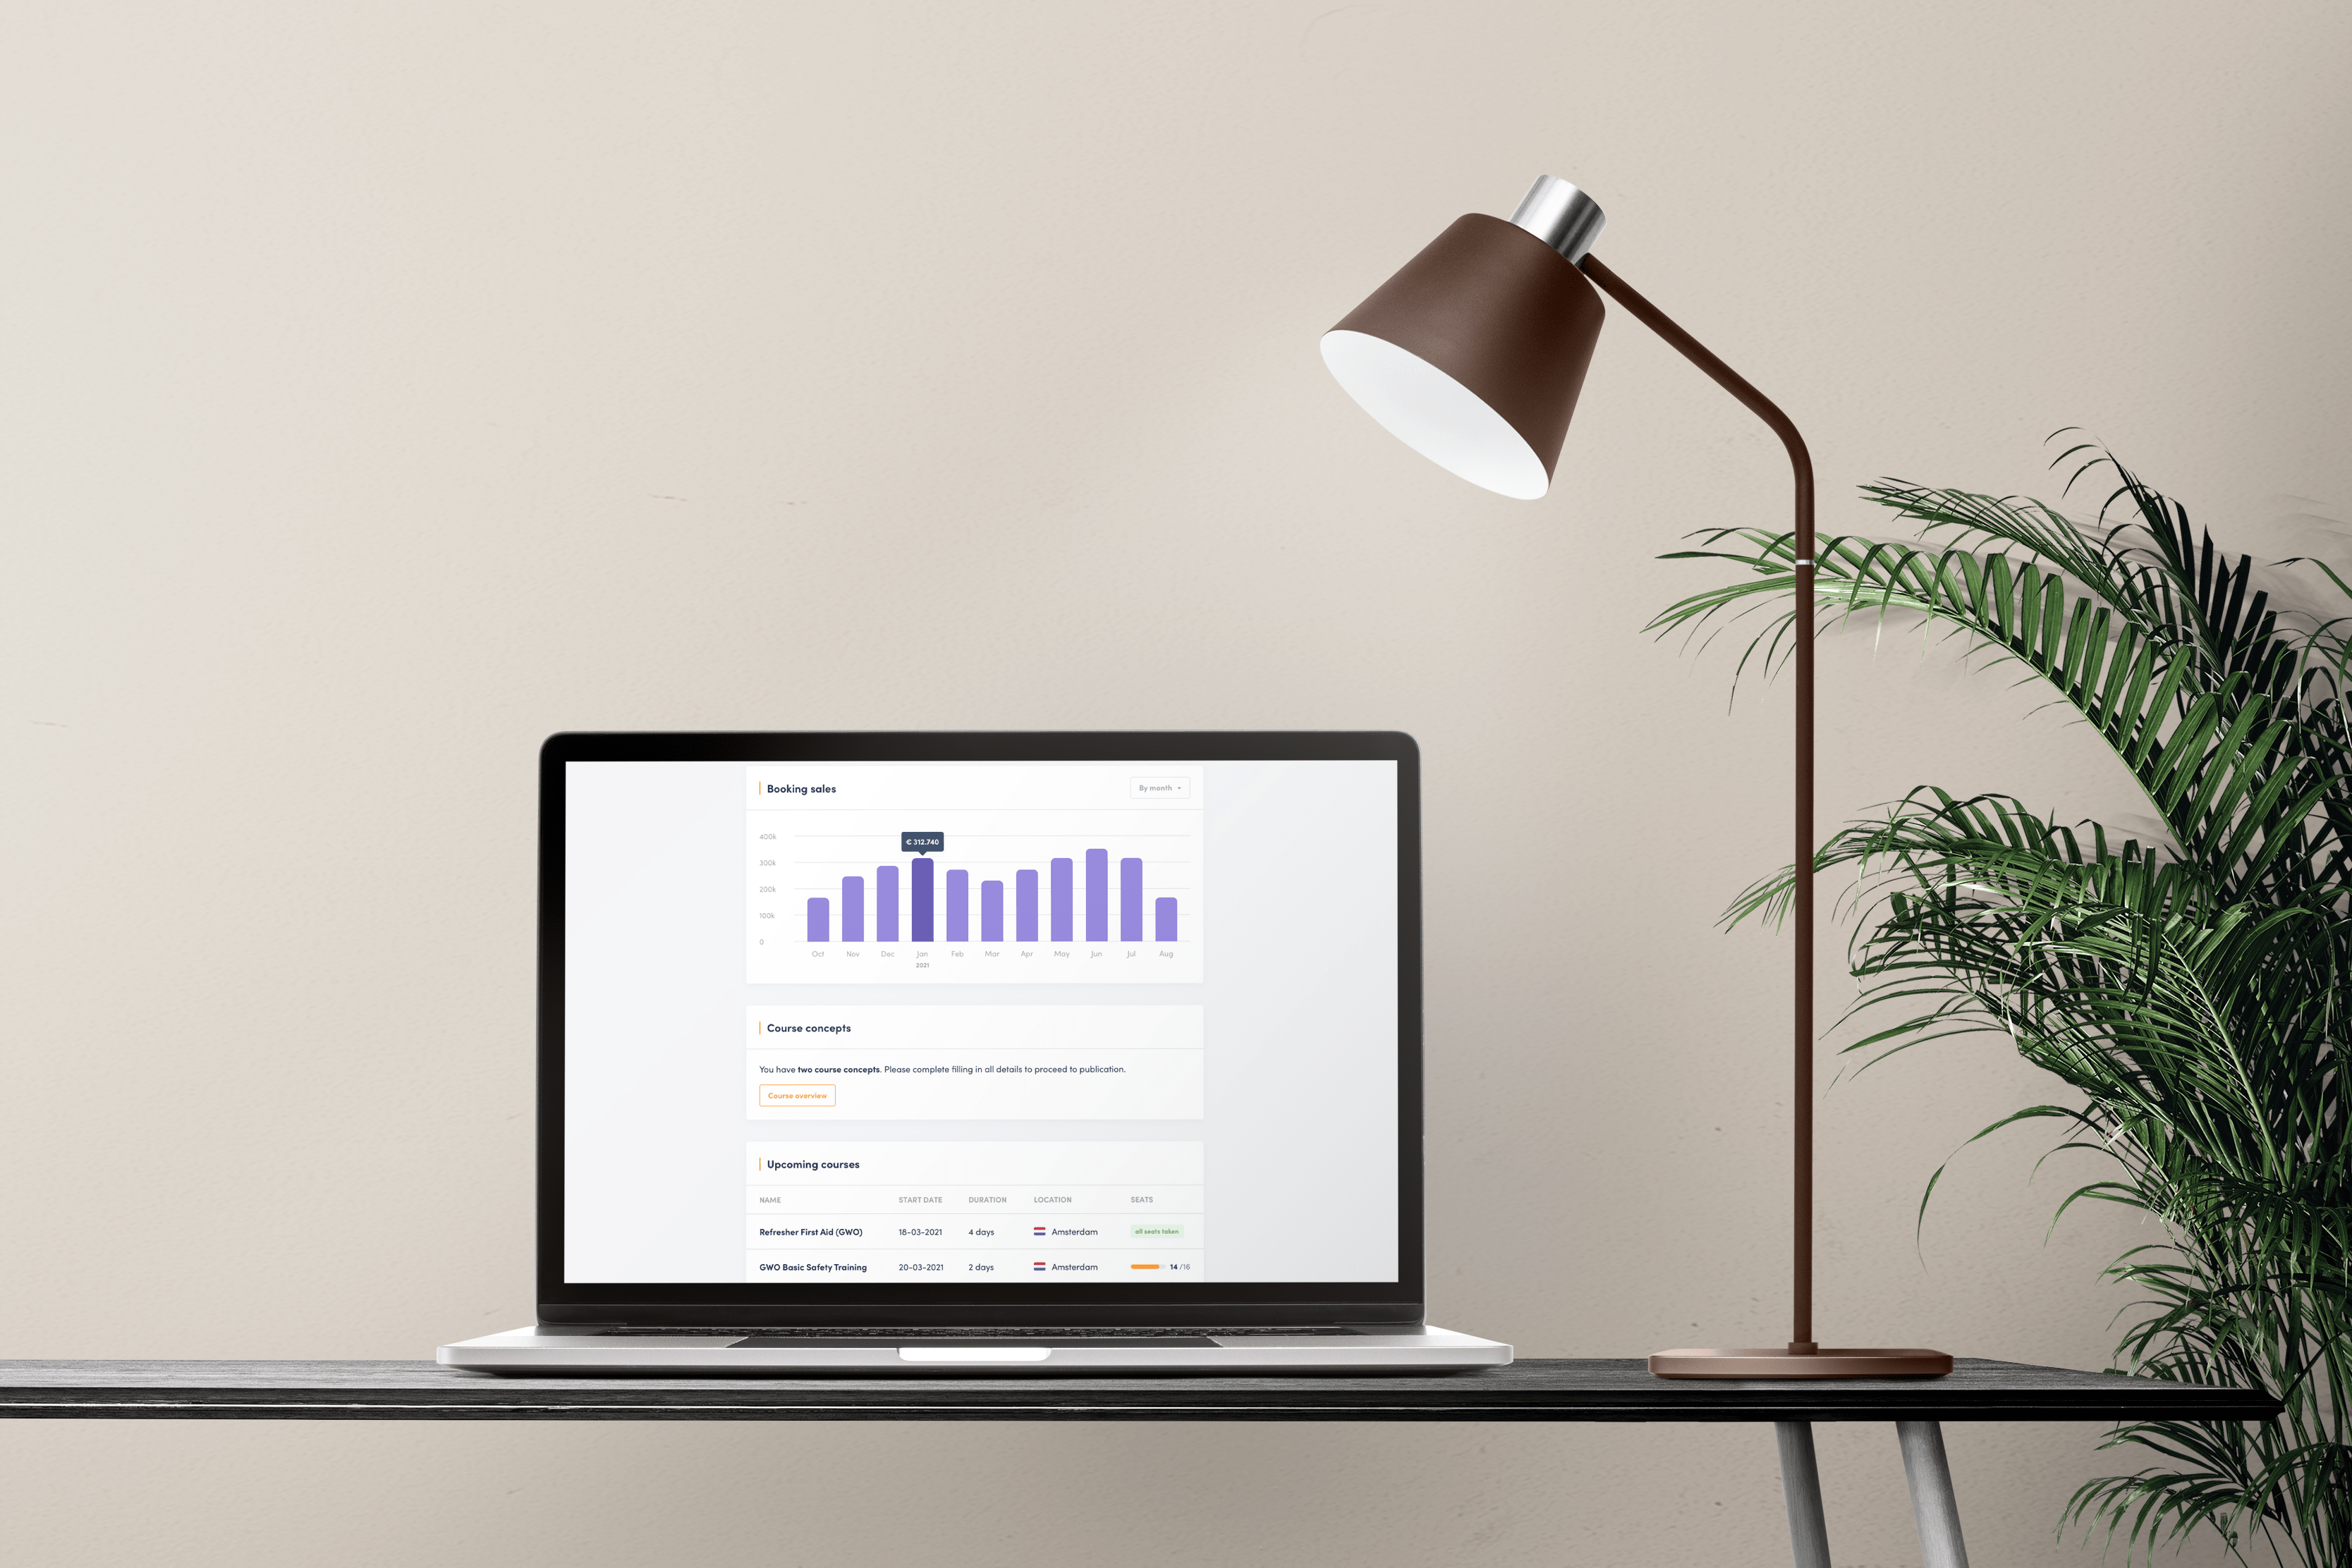 Booking sales
By month
400k
€ 312.740
300k
200k
100k
0
Oct Nov Dec Jan Feb Mar Apr May Jun Jul Aug
2021
Course concepts
You have two course concepts. Please complete filling in all details to proceed to publication.
Course overview
Upcoming courses
NAME START DATE DURATION LOCATION SEATS
Refresher First Aid (GWO) 18-03-2021 4 days Amsterdam all seats taken
GWO Basic Safety Training 20-03-2021 2 days Amsterdam 14 /16